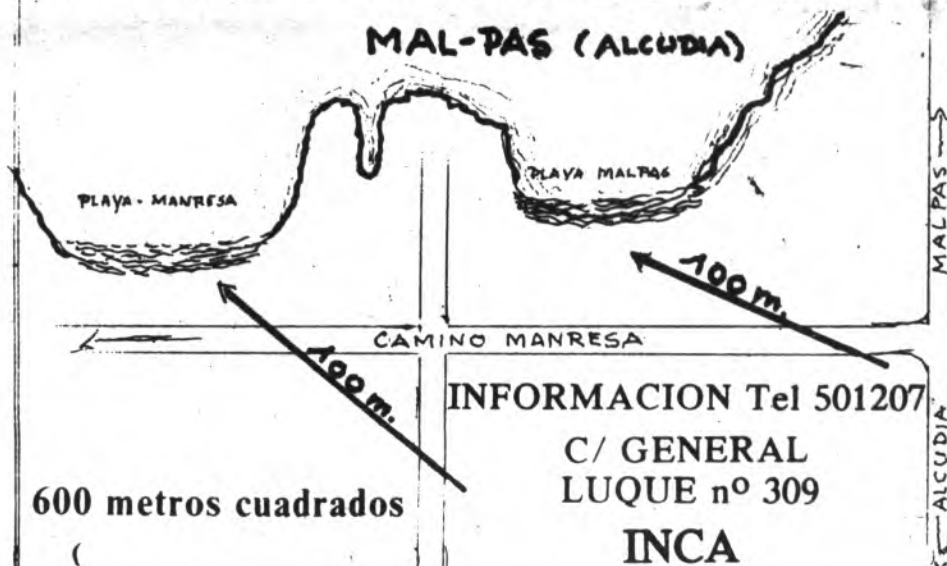 MAL-PAS (ALCUDIA)
PLAYA-MANRESA
PLAYA MALPAS
MALPAS
100 m.
CAMINO MANRESA
100 m.
INFORMACION Tel 501207
C/ GENERAL
LUQUE nº 309
INCA
600 metros cuadrados
ALCUDIA